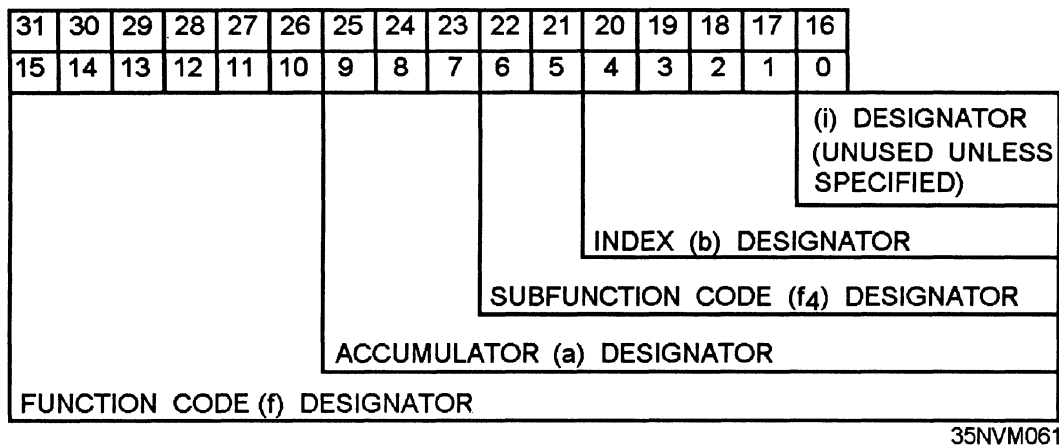 31 30 29 28 27 26 25 24 23 22 21 20 19 18 17 16
15 14 13 12 11 10 9 8 7 6 5 4 3 2 1 0
(i) DESIGNATOR
(UNUSED UNLESS
SPECIFIED)
INDEX (b) DESIGNATOR
SUBFUNCTION CODE (f4) DESIGNATOR
ACCUMULATOR (a) DESIGNATOR
FUNCTION CODE (f) DESIGNATOR
35NVM061